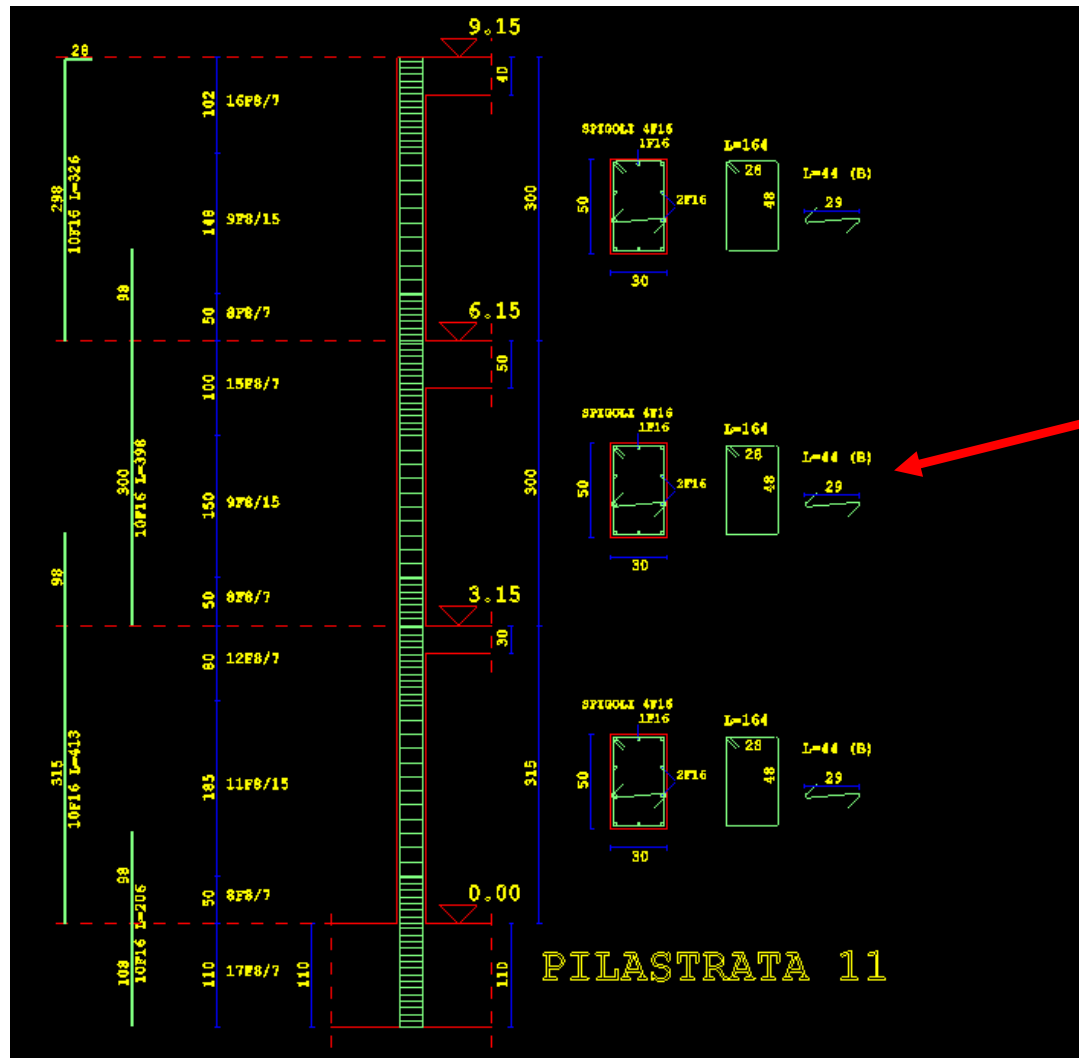 9.15
28
40
102
16F8/7
SPIGOLI 4F16
1F16
L=164
28
L=44 (B)
298
10F16 L=326
300
50
2F16
48
29
148
9F8/15
30
98
50
8F8/7
6.15
50
100
15F8/7
SPIGOLI 4F16
1F16
L=164
28
L=44 (B)
300
10F16 L=398
300
50
2F16
48
29
150
9F8/15
30
98
50
8F8/7
3.15
30
80
12F8/7
SPIGOLI 4F16
1F16
L=164
28
L=44 (B)
315
10F16 L=413
315
50
2F16
48
29
185
11F8/15
30
98
50
8F8/7
0.00
108
10F16 L=206
110
17F8/7
110
110
PILASTRATA 11